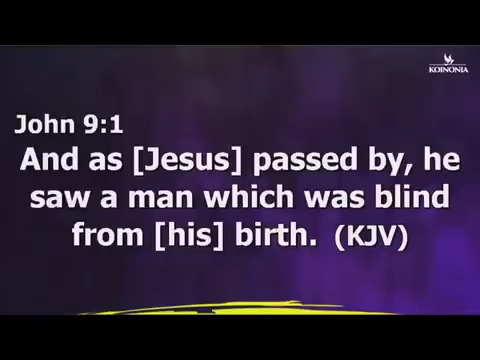 KOINONIA
John 9:1
And as [Jesus] passed by, he
saw a man which was blind
from [his] birth. (KJV)